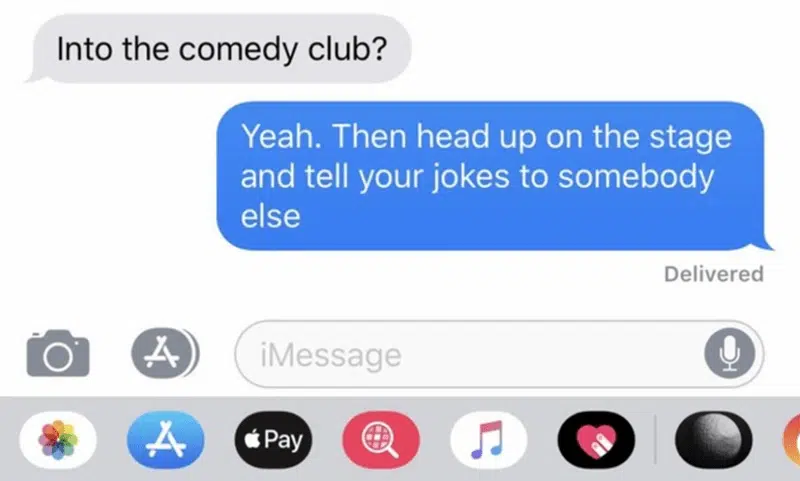 Into the comedy club?
Yeah. Then head up on the stage
and tell your jokes to somebody
else
Delivered
iMessage
Pay